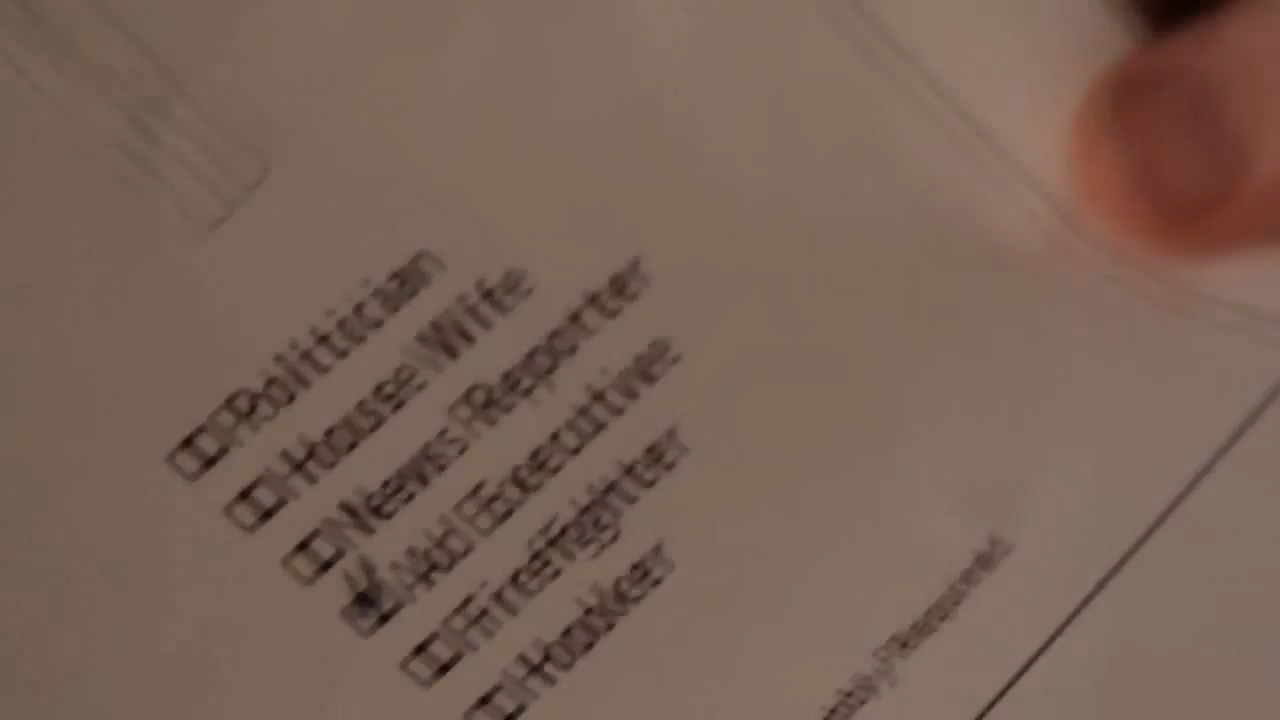 Politician
House Wife
News Reporter
Ad Executive
Firefighter
Hooker